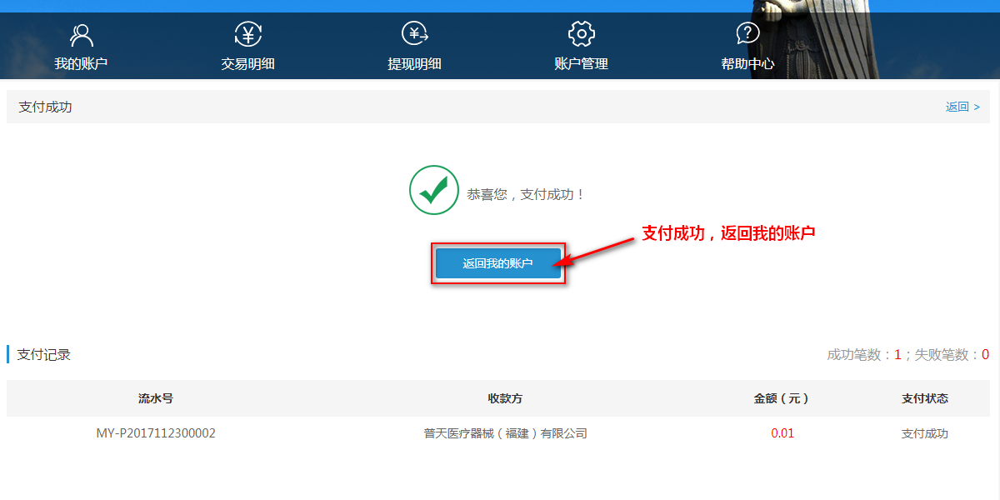 我的账户 交易明细 提现明细 账户管理 帮助中心
支付成功 返回 >
恭喜您，支付成功！
支付成功，返回我的账户
返回我的账户
支付记录 成功笔数：1；失败笔数：0
流水号 收款方 金额（元） 支付状态
MY-P2017112300002 普天医疗器械（福建）有限公司 0.01 支付成功